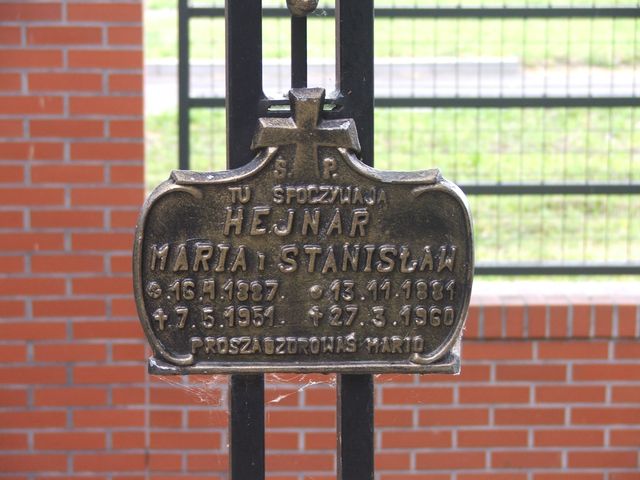 Ś. P.
TU SPOCZYWAJĄ
HEJNAR
MARIA i STANISŁAW
16.4.1887. 13.11.1881
✝7.5.1951. ✝27.3.1960
PROSZĄ O ZDROWAŚ MARIO